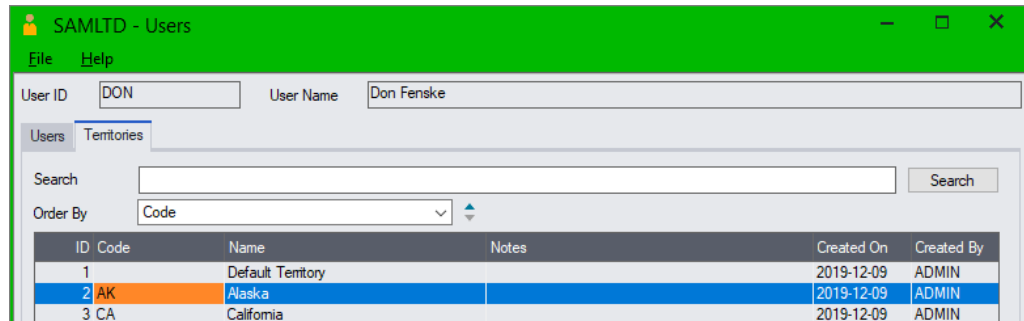 SAMLTD - Users
File Help
User ID DON User Name Don Fenske
Users Territories
Search Search
Order By Code
ID Code Name Notes Created On Created By
1 Default Territory 2019-12-09 ADMIN
2 AK Alaska 2019-12-09 ADMIN
3 CA California 2019-12-09 ADMIN